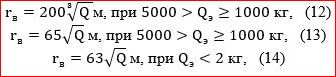 r_в = 200∛Q м, при 5000 > Q_э ≥ 1000 кг, (12)
r_в = 65√Q м, при 5000 > Q_э ≥ 1000 кг, (13)
r_в = 63√Q м, при Q_э < 2 кг, (14)